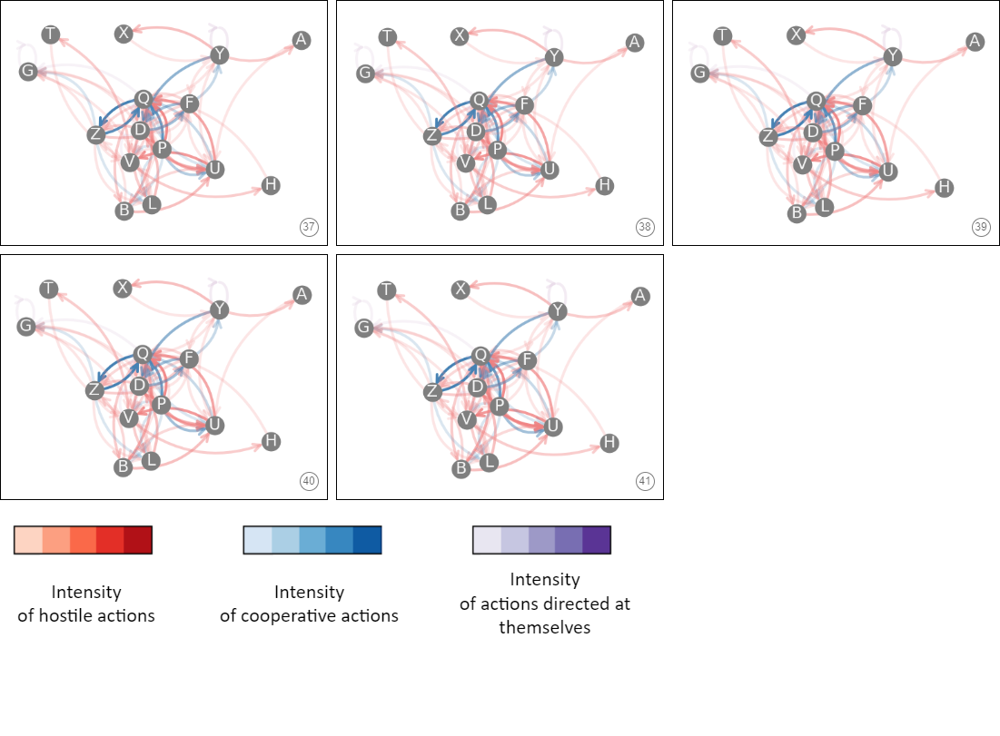 T X Y A
G
Q F
Z D
V P U
H
B L
37
T X Y A
G
Q F
Z D
V P U
H
B L
38
T X Y A
G
Q F
Z D
V P U
H
B L
39
T X Y A
G
Q F
Z D
V P U
H
B L
40
T X Y A
G
Q F
Z D
V P U
H
B L
41
Intensity
of hostile actions
Intensity
of cooperative actions
Intensity
of actions directed at
themselves